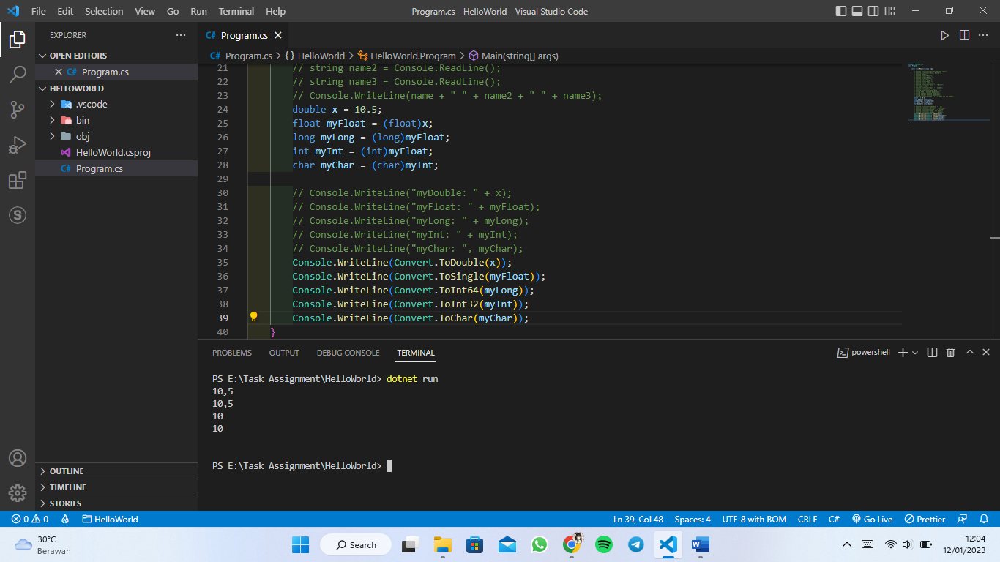 File Edit Selection View Go Run Terminal Help Program.cs - HelloWorld - Visual Studio Code
EXPLORER
OPEN EDITORS
C# Program.cs
HELLOWORLD
.vscode
bin
obj
HelloWorld.csproj
C# Program.cs
OUTLINE
TIMELINE
STORIES
C# Program.cs
C# Program.cs > {} HelloWorld > HelloWorld.Program > Main(string[] args)
21 // string name2 = Console.ReadLine();
22 // string name3 = Console.ReadLine();
23 // Console.WriteLine(name + " " + name2 + " " + name3);
24 double x = 10.5;
25 float myFloat = (float)x;
26 long myLong = (long)myFloat;
27 int myInt = (int)myFloat;
28 char myChar = (char)myInt;
29
30 // Console.WriteLine("myDouble: " + x);
31 // Console.WriteLine("myFloat: " + myFloat);
32 // Console.WriteLine("myLong: " + myLong);
33 // Console.WriteLine("myInt: " + myInt);
34 // Console.WriteLine("myChar: ", myChar);
35 Console.WriteLine(Convert.ToDouble(x));
36 Console.WriteLine(Convert.ToSingle(myFloat));
37 Console.WriteLine(Convert.ToInt64(myLong));
38 Console.WriteLine(Convert.ToInt32(myInt));
39 Console.WriteLine(Convert.ToChar(myChar));
40 }
PROBLEMS OUTPUT DEBUG CONSOLE TERMINAL powershell
PS E:\Task Assignment\HelloWorld> dotnet run
10,5
10,5
10
10
PS E:\Task Assignment\HelloWorld>
0 0 HelloWorld Ln 39, Col 48 Spaces: 4 UTF-8 with BOM CRLF C# Go Live Prettier
30°C
Berawan
Search
12:04
12/01/2023